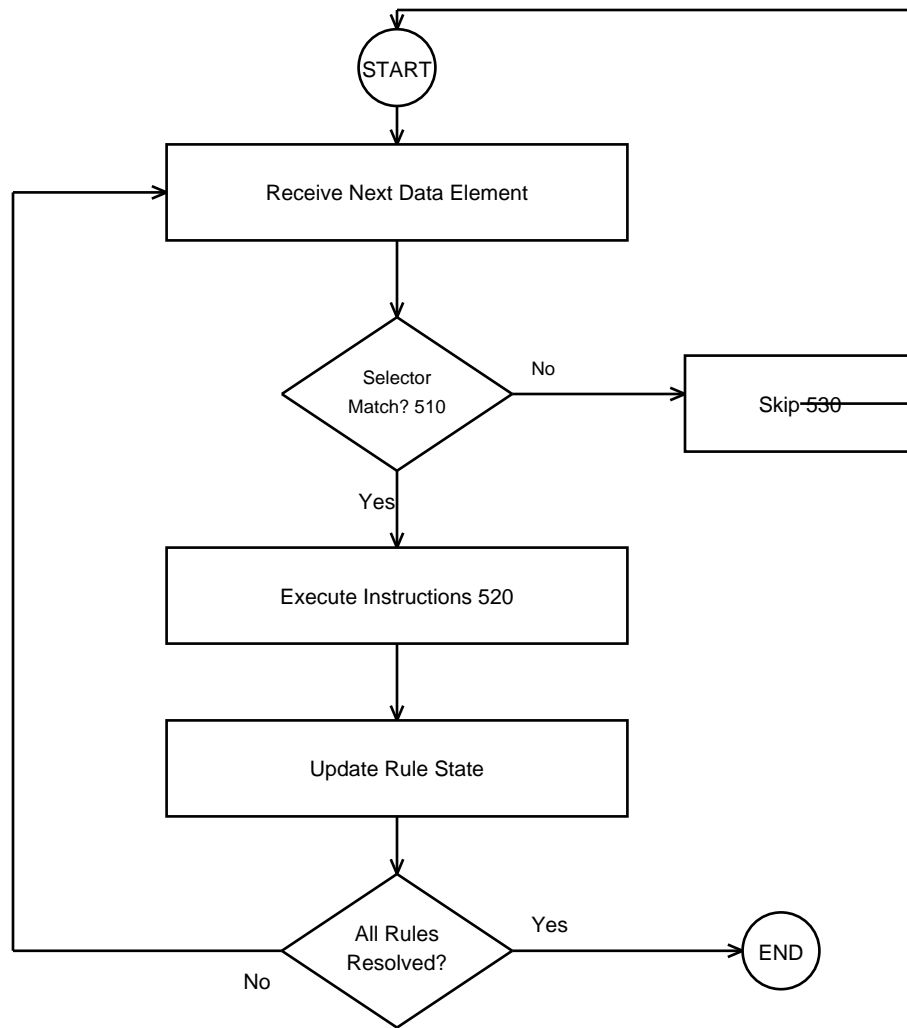 START
Receive Next Data Element
Selector
Match? 510
No
Skip 530
Yes
Execute Instructions 520
Update Rule State
All Rules
Resolved?
Yes
No
END